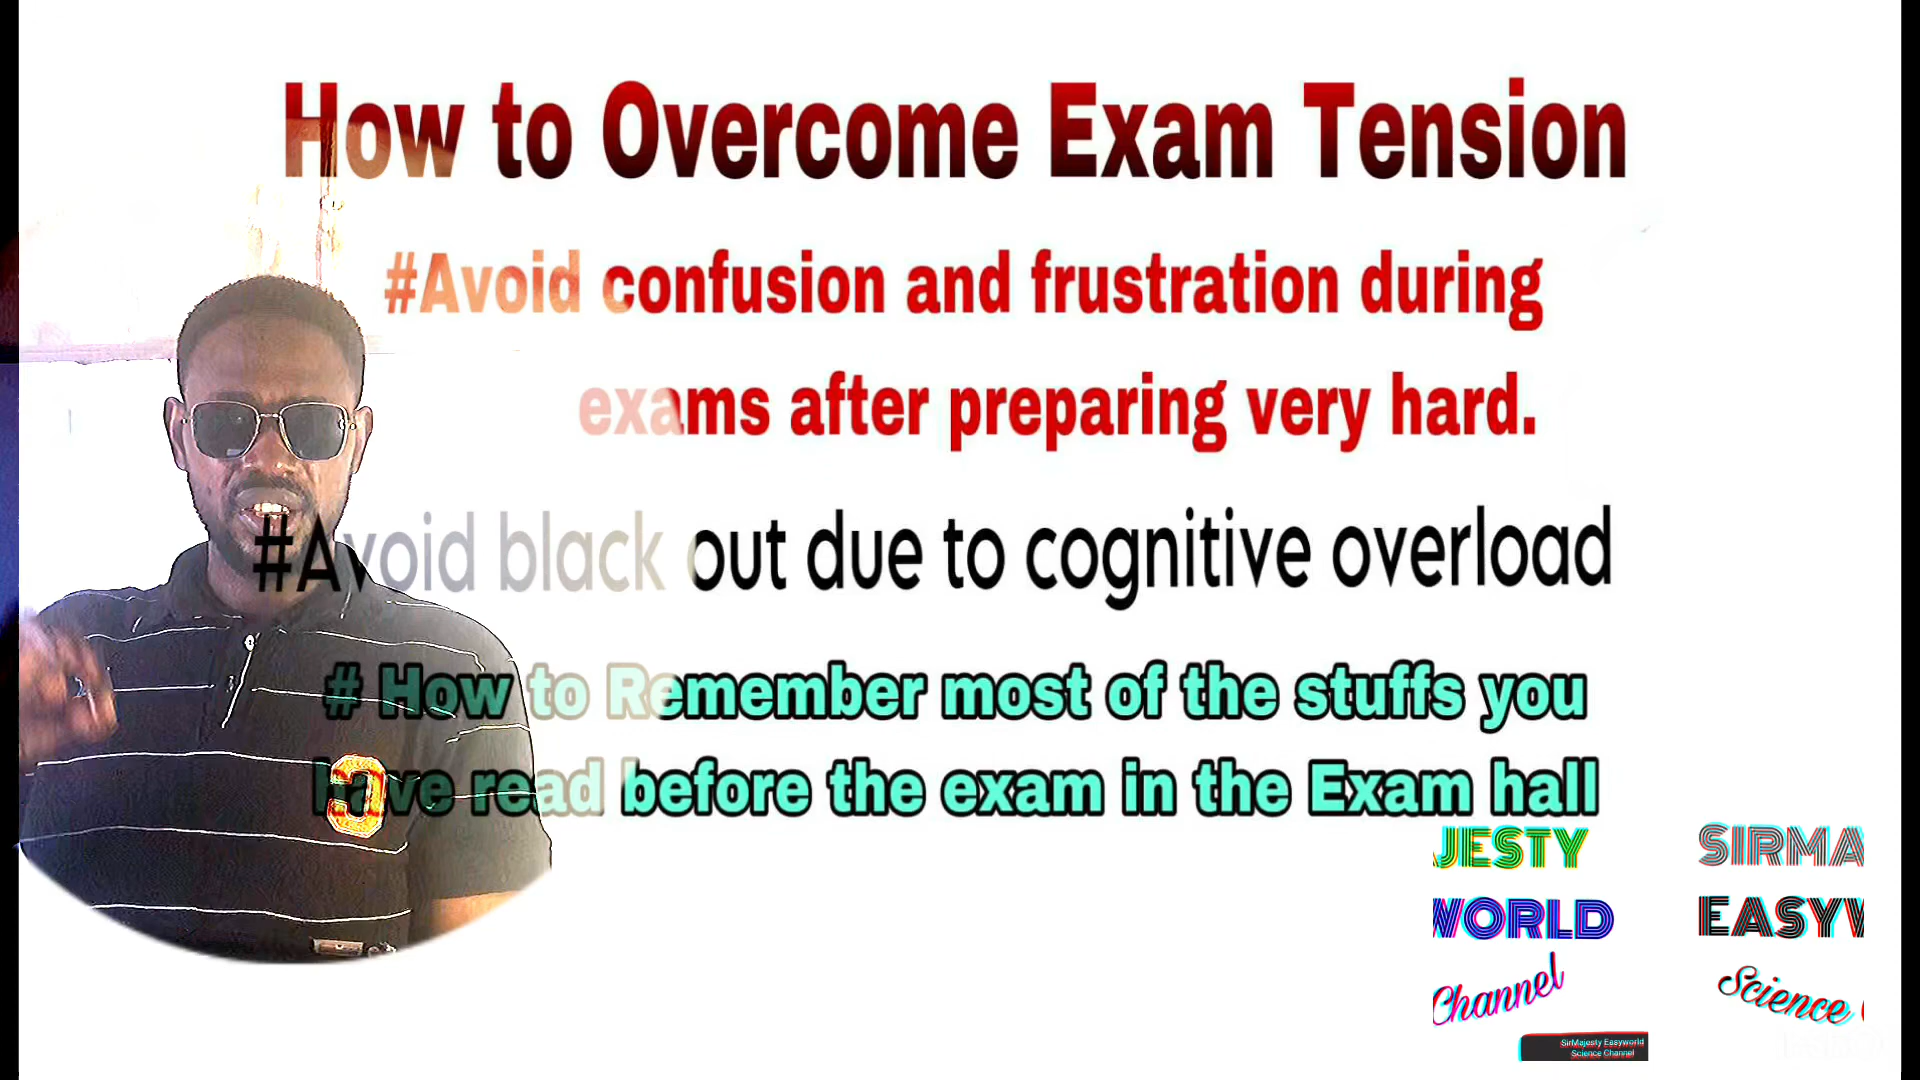 How to Overcome Exam Tension
#Avoid confusion and frustration during
exams after preparing very hard.
#Avoid black out due to cognitive overload
# How to Remember most of the stuffs you
have read before the exam in the Exam hall
JESTY SIRMA
WORLD EASYW
Channel Science
SirMajesty Easyworld
Science Channel
C